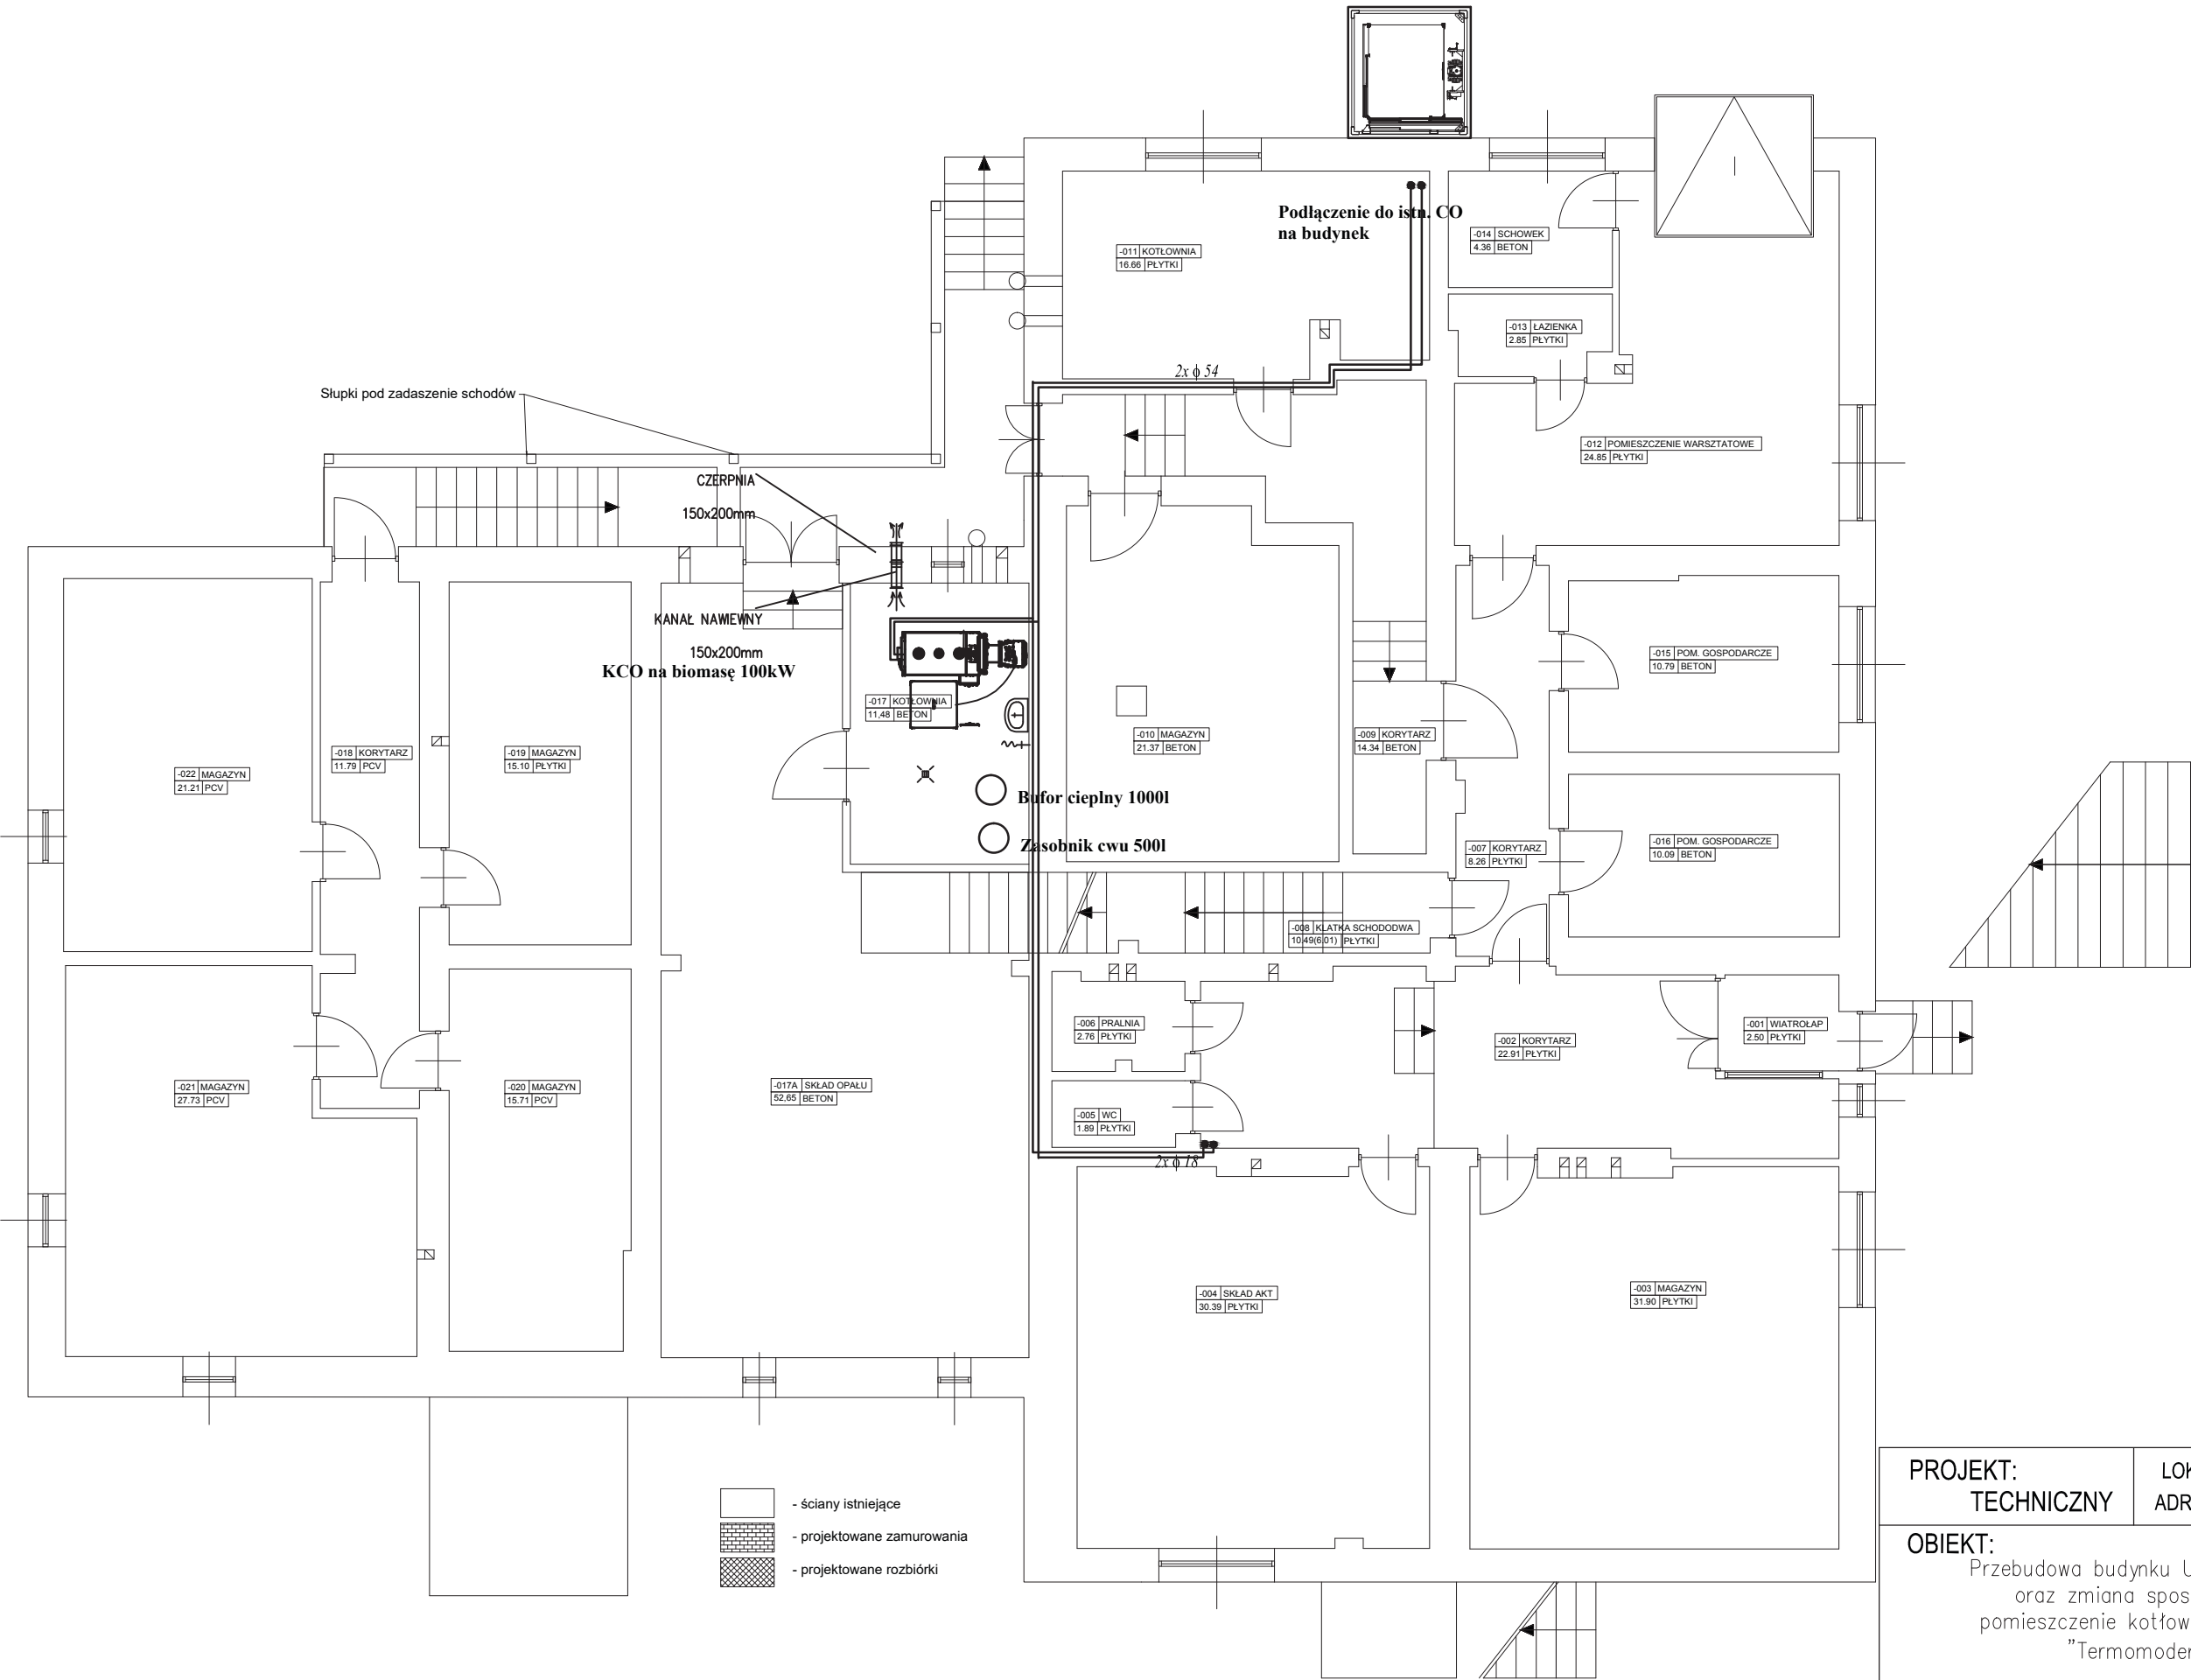 Podłączenie do istn. CO
na budynek
-014 SCHOWEK
4.36 BETON
-011 KOTŁOWNIA
16.66 PŁYTKI
-013 ŁAZIENKA
2.85 PŁYTKI
2x ϕ 54
Słupki pod zadaszenie schodów
-012 POMIESZCZENIE WARSZTATOWE
24.85 PŁYTKI
CZERPNIA
150x200mm
KANAŁ NAWIEWNY
150x200mm
KCO na biomasę 100kW
-015 POM. GOSPODARCZE
10.79 BETON
-017 KOTŁOWNIA
11,48 BETON
-010 MAGAZYN
21.37 BETON
-009 KORYTARZ
14.34 BETON
-018 KORYTARZ
11.79 PCV
-019 MAGAZYN
15.10 PŁYTKI
-022 MAGAZYN
21.21 PCV
Bufor cieplny 1000l
Zasobnik cwu 500l
-007 KORYTARZ
8.26 PŁYTKI
-016 POM. GOSPODARCZE
10.09 BETON
-008 KLATKA SCHODODWA
10.49(6.01) PŁYTKI
-006 PRALNIA
2.76 PŁYTKI
-002 KORYTARZ
22.91 PŁYTKI
-001 WIATROŁAP
2.50 PŁYTKI
-021 MAGAZYN
27.73 PCV
-020 MAGAZYN
15.71 PCV
-017A SKŁAD OPAŁU
52,65 BETON
-005 WC
1.89 PŁYTKI
2x ϕ 18
-004 SKŁAD AKT
30.39 PŁYTKI
-003 MAGAZYN
31.90 PŁYTKI
- ściany istniejące
- projektowane zamurowania
- projektowane rozbiórki
PROJEKT:
TECHNICZNY
LOK
ADR
OBIEKT:
Przebudowa budynku U
oraz zmiana spos
pomieszczenie kotłow
"Termomoder